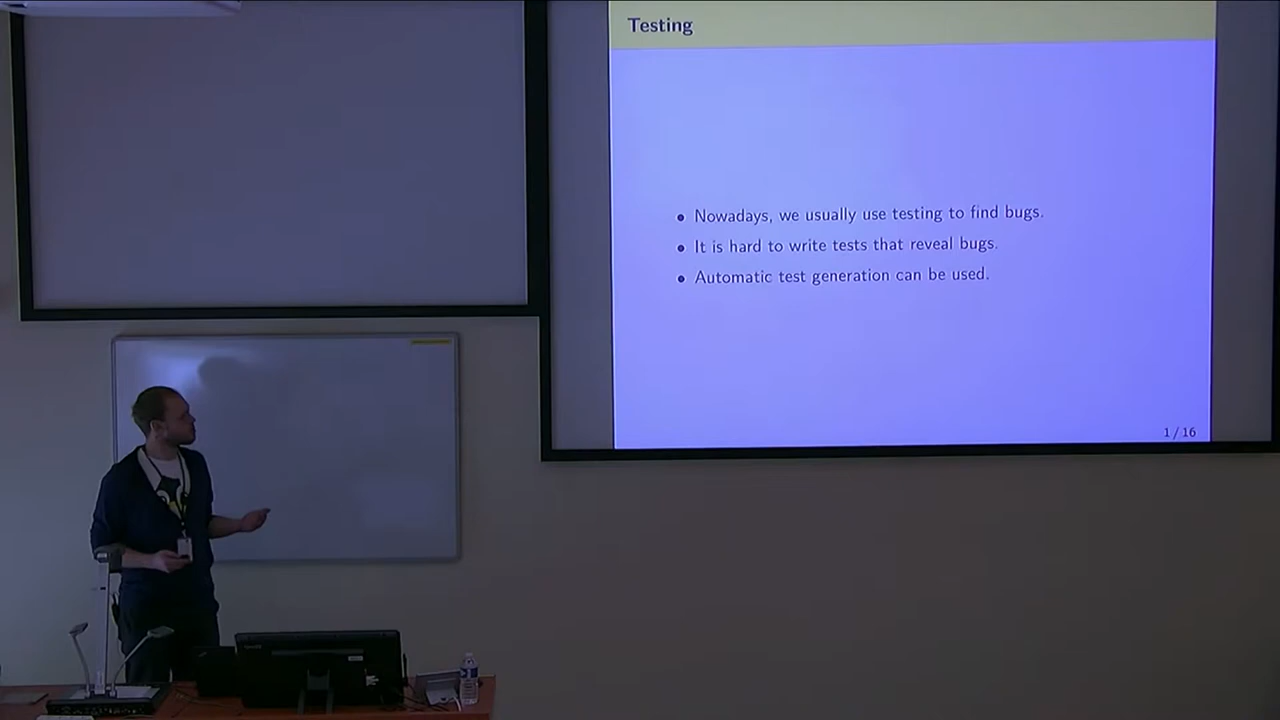 Testing
Nowadays, we usually use testing to find bugs.
It is hard to write tests that reveal bugs.
Automatic test generation can be used.
1 / 16